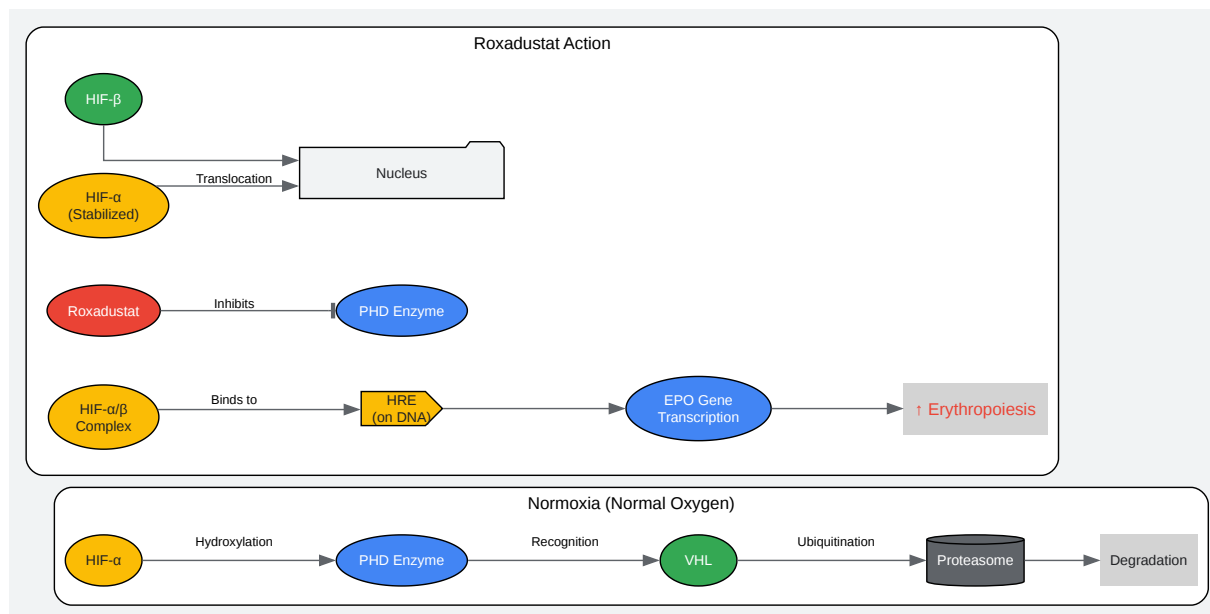 Roxadustat Action
HIF-β
Translocation
Nucleus
HIF-α
(Stabilized)
Roxadustat
Inhibits
PHD Enzyme
HIF-α/β
Complex
Binds to
HRE
(on DNA)
EPO Gene
Transcription
↑ Erythropoiesis
Normoxia (Normal Oxygen)
HIF-α
Hydroxylation
PHD Enzyme
Recognition
VHL
Ubiquitination
Proteasome
Degradation